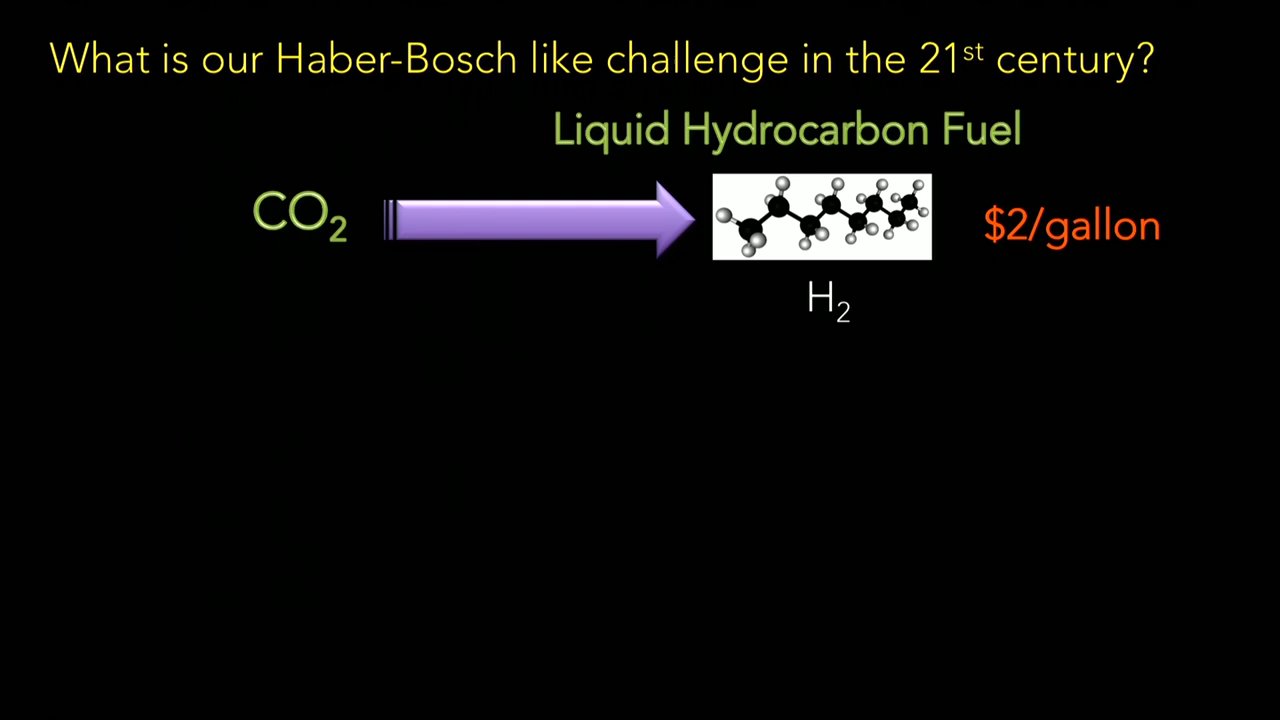 What is our Haber-Bosch like challenge in the 21st century?
Liquid Hydrocarbon Fuel
CO₂
$2/gallon
H₂